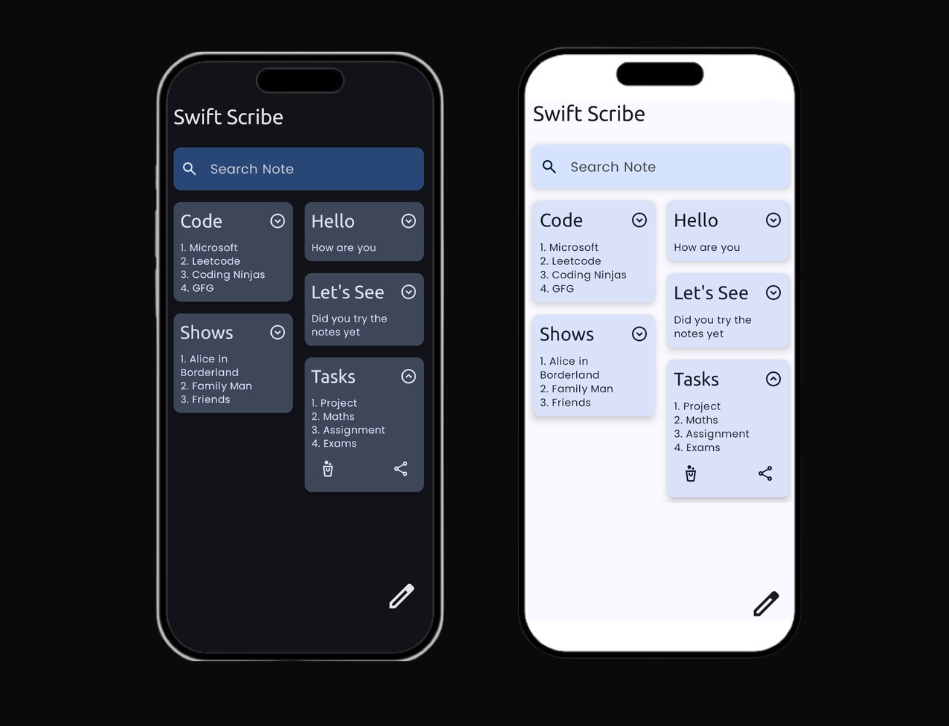 Swift Scribe
Search Note
Code
1. Microsoft
2. Leetcode
3. Coding Ninjas
4. GFG
Shows
1. Alice in
Borderland
2. Family Man
3. Friends
Hello
How are you
Let's See
Did you try the
notes yet
Tasks
1. Project
2. Maths
3. Assignment
4. Exams
Swift Scribe
Search Note
Code
1. Microsoft
2. Leetcode
3. Coding Ninjas
4. GFG
Shows
1. Alice in
Borderland
2. Family Man
3. Friends
Hello
How are you
Let's See
Did you try the
notes yet
Tasks
1. Project
2. Maths
3. Assignment
4. Exams